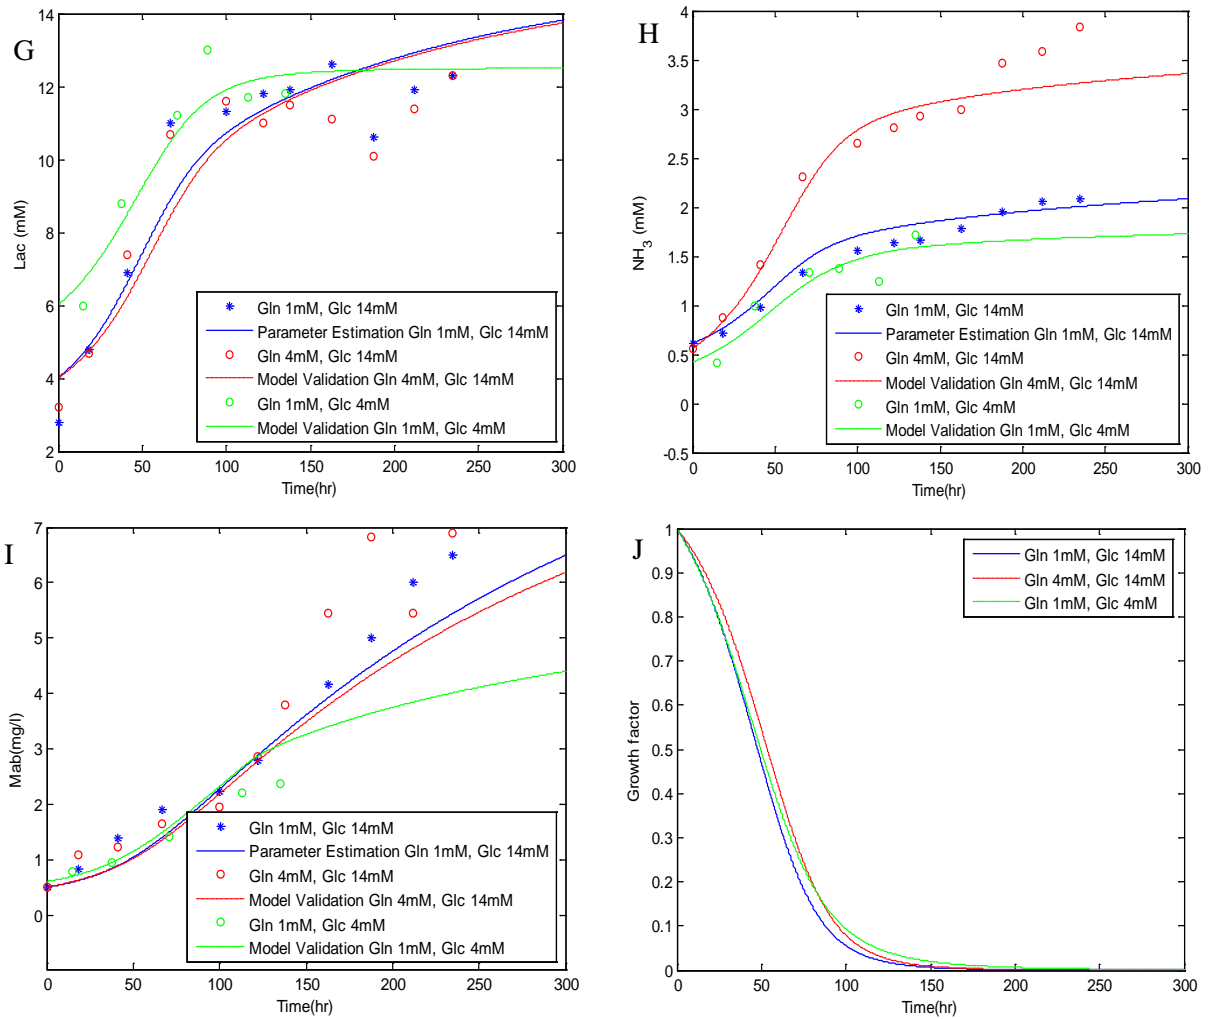 G
Lac (mM)
14
12
10
8
6
4
2
Gln 1mM, Glc 14mM
Parameter Estimation Gln 1mM, Glc 14mM
Gln 4mM, Glc 14mM
Model Validation Gln 4mM, Glc 14mM
Gln 1mM, Glc 4mM
Model Validation Gln 1mM, Glc 4mM
0 50 100 150 200 250 300
Time(hr)
H
NH3 (mM)
4
3.5
3
2.5
2
1.5
1
0.5
0
-0.5
Gln 1mM, Glc 14mM
Parameter Estimation Gln 1mM, Glc 14mM
Gln 4mM, Glc 14mM
Model Validation Gln 4mM, Glc 14mM
Gln 1mM, Glc 4mM
Model Validation Gln 1mM, Glc 4mM
0 50 100 150 200 250 300
Time(hr)
I
Mab(mg/l)
7
6
5
4
3
2
1
0
Gln 1mM, Glc 14mM
Parameter Estimation Gln 1mM, Glc 14mM
Gln 4mM, Glc 14mM
Model Validation Gln 4mM, Glc 14mM
Gln 1mM, Glc 4mM
Model Validation Gln 1mM, Glc 4mM
0 50 100 150 200 250 300
Time(hr)
J
Growth factor
1
0.9
0.8
0.7
0.6
0.5
0.4
0.3
0.2
0.1
0
Gln 1mM, Glc 14mM
Gln 4mM, Glc 14mM
Gln 1mM, Glc 4mM
0 50 100 150 200 250 300
Time(hr)